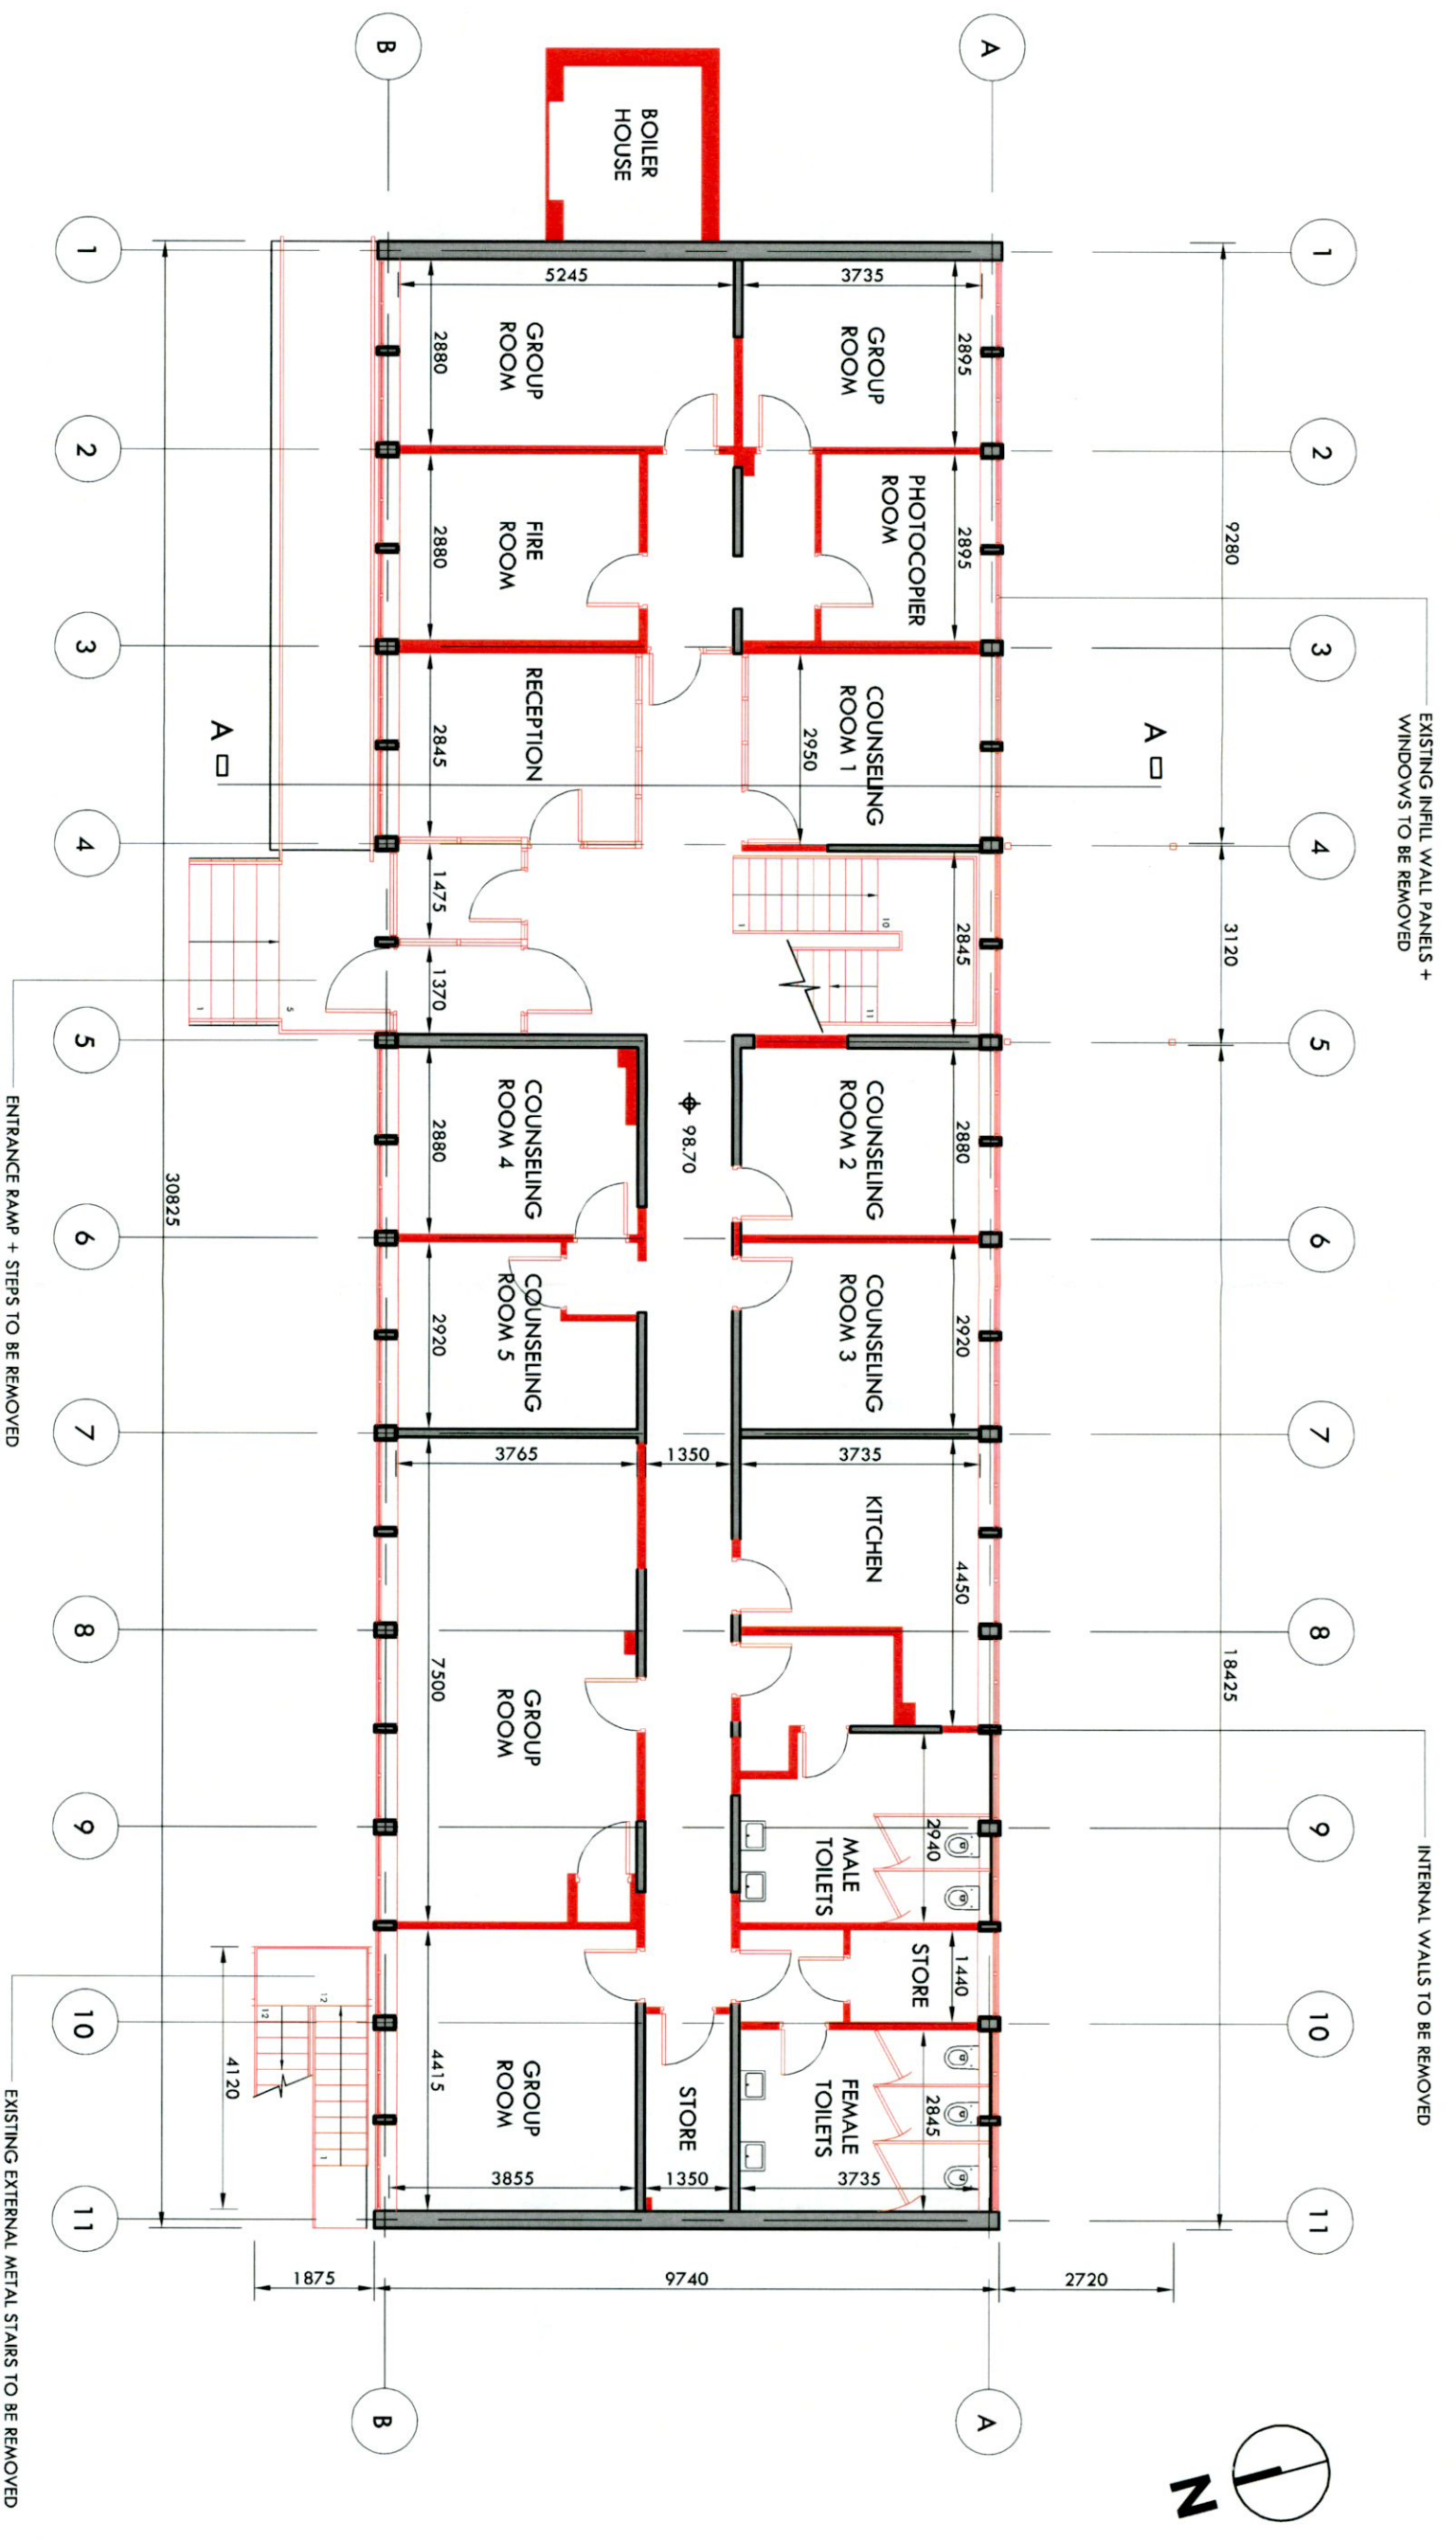 A
B
BOILER
HOUSE
1
1
9280
3120
18425
30825
EXISTING INFILL WALL PANELS +
WINDOWS TO BE REMOVED
INTERNAL WALLS TO BE REMOVED
ENTRANCE RAMP + STEPS TO BE REMOVED
EXISTING EXTERNAL METAL STAIRS TO BE REMOVED
3735
5245
GROUP
ROOM
2895
GROUP
ROOM
2880
2
2
PHOTOCOPIER
ROOM
2895
FIRE
ROOM
2880
3
3
COUNSELING
ROOM 1
2950
RECEPTION
2845
A
A
4
4
2845
10
1
11
1475
1370
5
1
5
5
98.70
COUNSELING
ROOM 2
2880
COUNSELING
ROOM 4
2880
6
6
COUNSELING
ROOM 3
2920
COUNSELING
ROOM 5
2920
7
7
3735
1350
3765
KITCHEN
4450
8
8
GROUP
ROOM
7500
9
9
MALE
TOILETS
2940
STORE
1440
10
10
FEMALE
TOILETS
2845
STORE
GROUP
ROOM
4415
12
12
1
4120
3735
1350
3855
11
11
2720
9740
1875
A
B
N